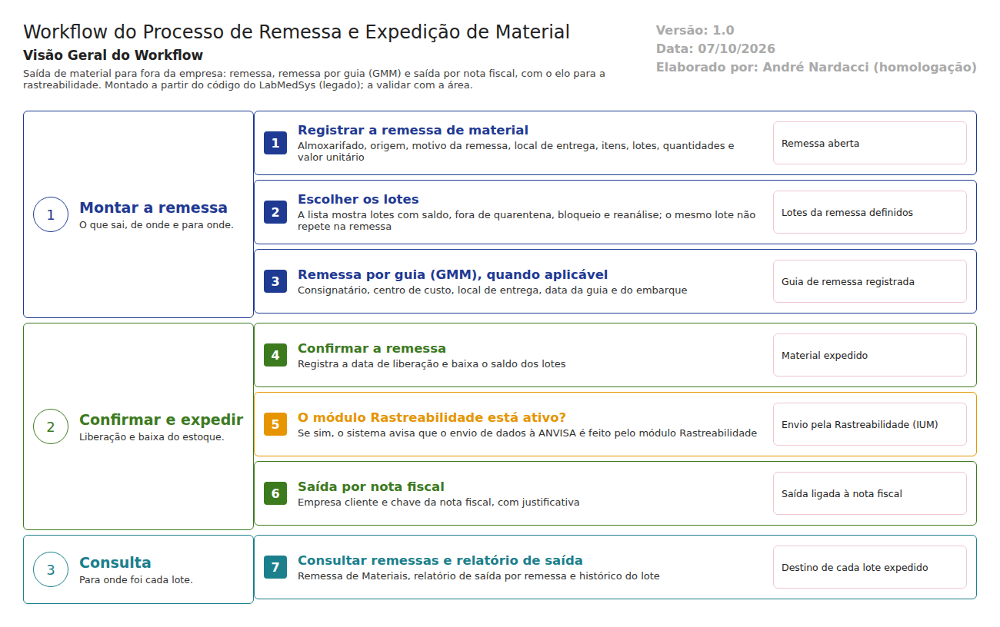 Workflow do Processo de Remessa e Expedição de Material
Visão Geral do Workflow
Saída de material para fora da empresa: remessa, remessa por guia (GMM) e saída por nota fiscal, com o elo para a
rastreabilidade. Montado a partir do código do LabMedSys (legado); a validar com a área.
Versão: 1.0
Data: 07/10/2026
Elaborado por: André Nardacci (homologação)
1
Montar a remessa
O que sai, de onde e para onde.
1
Registrar a remessa de material
Almoxarifado, origem, motivo da remessa, local de entrega, itens, lotes, quantidades e
valor unitário
Remessa aberta
2
Escolher os lotes
A lista mostra lotes com saldo, fora de quarentena, bloqueio e reanálise; o mesmo lote não
repete na remessa
Lotes da remessa definidos
3
Remessa por guia (GMM), quando aplicável
Consignatário, centro de custo, local de entrega, data da guia e do embarque
Guia de remessa registrada
2
Confirmar e expedir
Liberação e baixa do estoque.
4
Confirmar a remessa
Registra a data de liberação e baixa o saldo dos lotes
Material expedido
5
O módulo Rastreabilidade está ativo?
Se sim, o sistema avisa que o envio de dados à ANVISA é feito pelo módulo Rastreabilidade
Envio pela Rastreabilidade (IUM)
6
Saída por nota fiscal
Empresa cliente e chave da nota fiscal, com justificativa
Saída ligada à nota fiscal
3
Consulta
Para onde foi cada lote.
7
Consultar remessas e relatório de saída
Remessa de Materiais, relatório de saída por remessa e histórico do lote
Destino de cada lote expedido